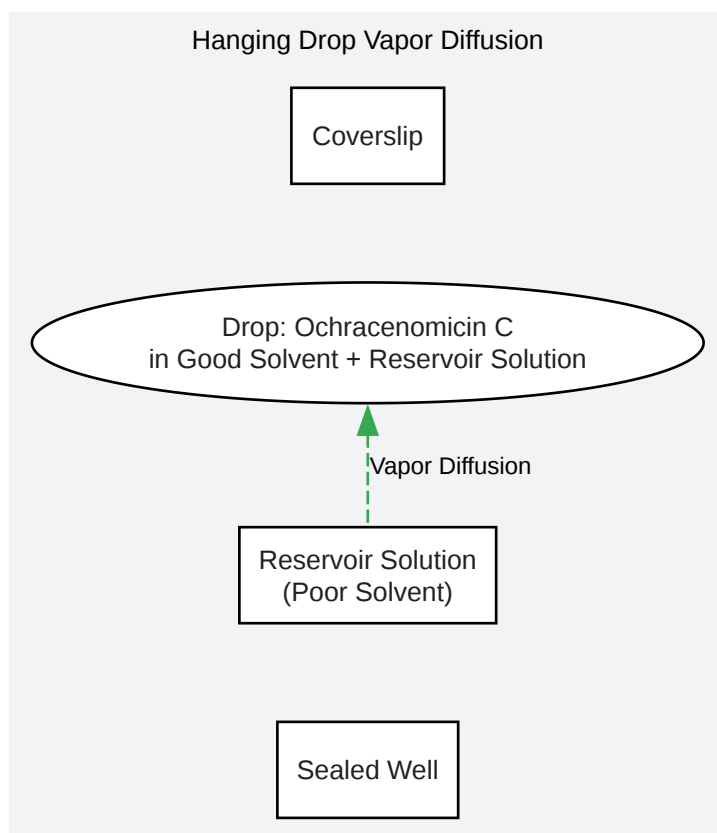 Hanging Drop Vapor Diffusion
Coverslip
Drop: Ochracenomicin C
in Good Solvent + Reservoir Solution
Vapor Diffusion
Reservoir Solution
(Poor Solvent)
Sealed Well